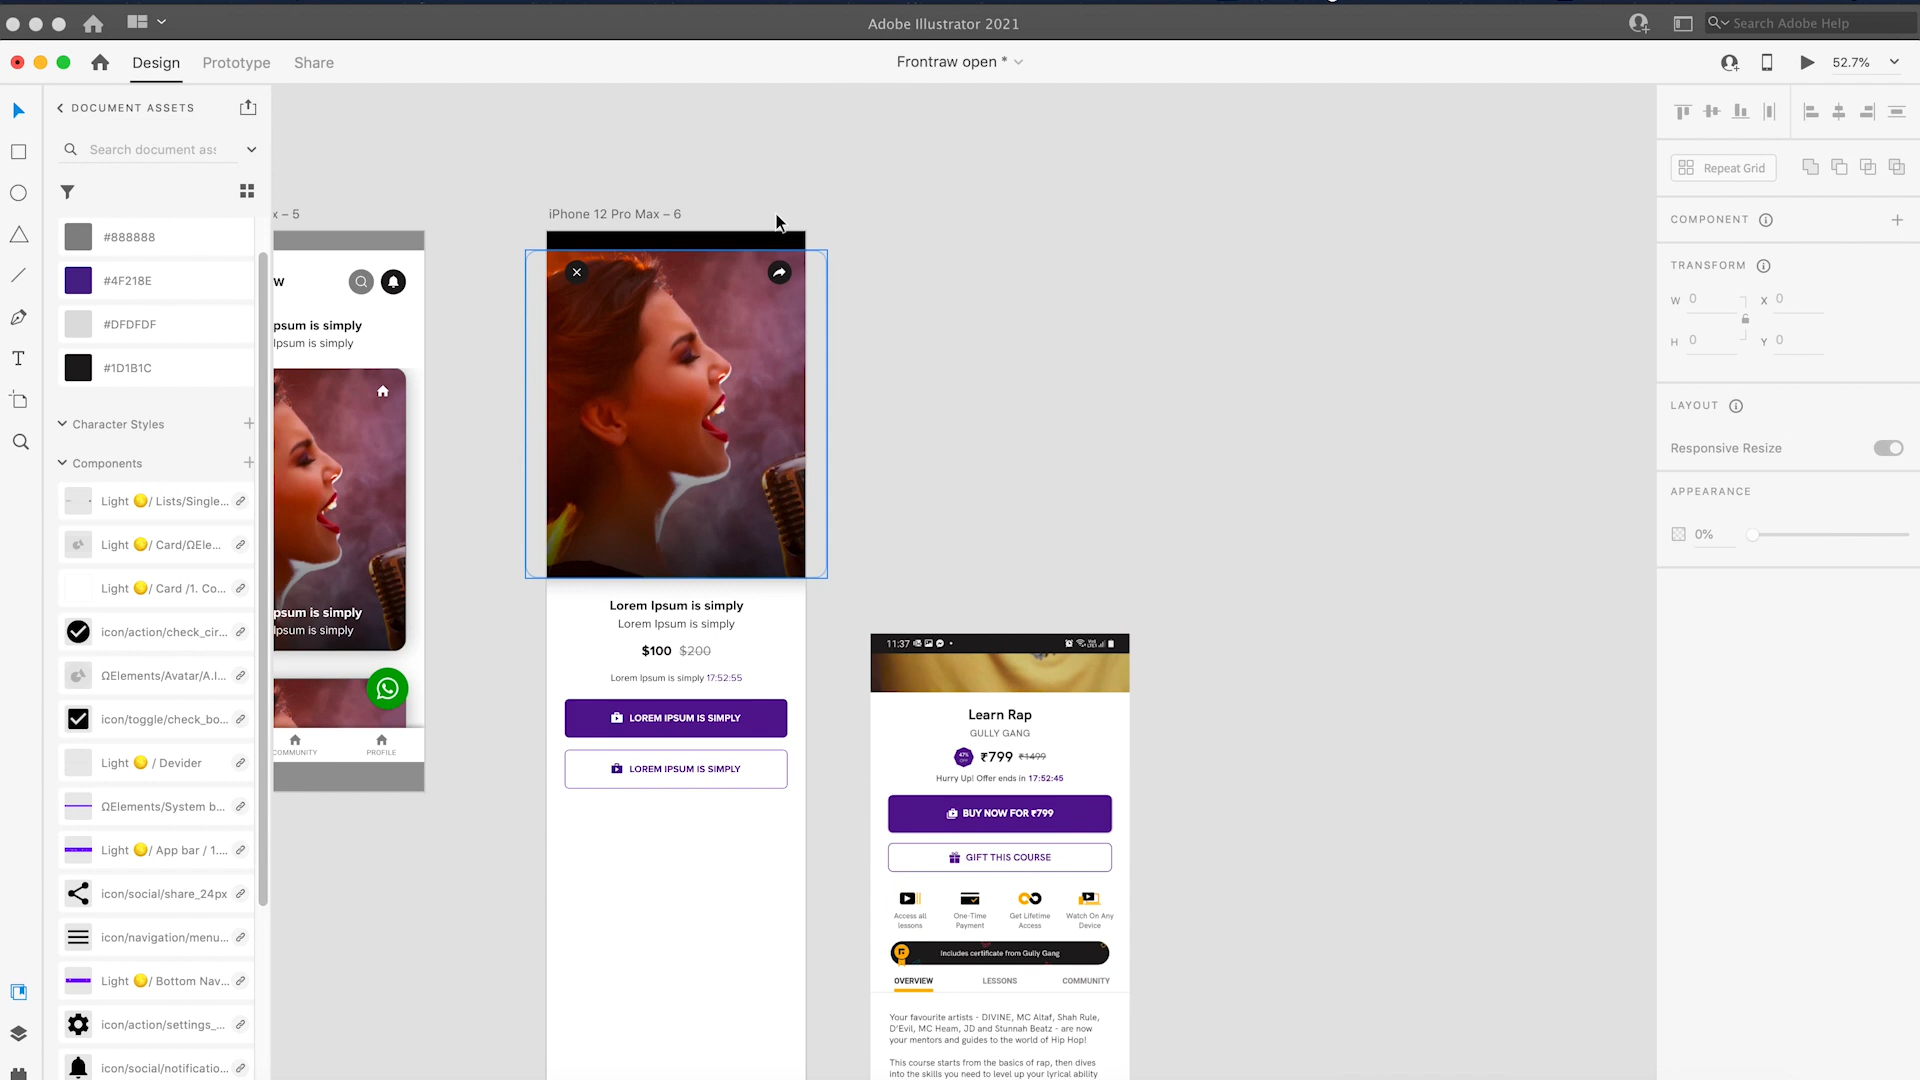 Adobe Illustrator 2021
Search Adobe Help
Design
Prototype
Share
Frontraw open *
52.7%
DOCUMENT ASSETS
Search document ass
#888888
#4F218E
#DFDFDF
#1D1B1C
Character Styles
Components
Light / Lists/Single...
Light / Card/ΩEle...
Light / Card /1. Co...
icon/action/check_cir...
ΩElements/Avatar/A.I...
icon/toggle/check_bo...
Light / Devider
ΩElements/System b...
Light / App bar / 1....
icon/social/share_24px
icon/navigation/menu...
Light / Bottom Nav...
icon/action/settings_...
icon/social/notificatio...
x – 5
w
psum is simply
Ipsum is simply
psum is simply
Ipsum is simply
COMMUNITY
PROFILE
iPhone 12 Pro Max – 6
Lorem Ipsum is simply
Lorem Ipsum is simply
$100 $200
Lorem Ipsum is simply 17:52:55
LOREM IPSUM IS SIMPLY
LOREM IPSUM IS SIMPLY
11:37
Learn Rap
GULLY GANG
47% OFF
₹799 ₹1499
Hurry Up! Offer ends in 17:52:45
BUY NOW FOR ₹799
GIFT THIS COURSE
Access all lessons
One-Time Payment
Get Lifetime Access
Watch On Any Device
Includes certificate from Gully Gang
OVERVIEW
LESSONS
COMMUNITY
Your favourite artists - DIVINE, MC Altaf, Shah Rule,
D'Evil, MC Heam, JD and Stunnah Beatz - are now
your mentors and guides to the world of Hip Hop!
This course starts from the basics of rap, then dives
into the skills you need to level up your lyrical ability
Repeat Grid
COMPONENT
TRANSFORM
W 0
X 0
H 0
Y 0
LAYOUT
Responsive Resize
APPEARANCE
0%